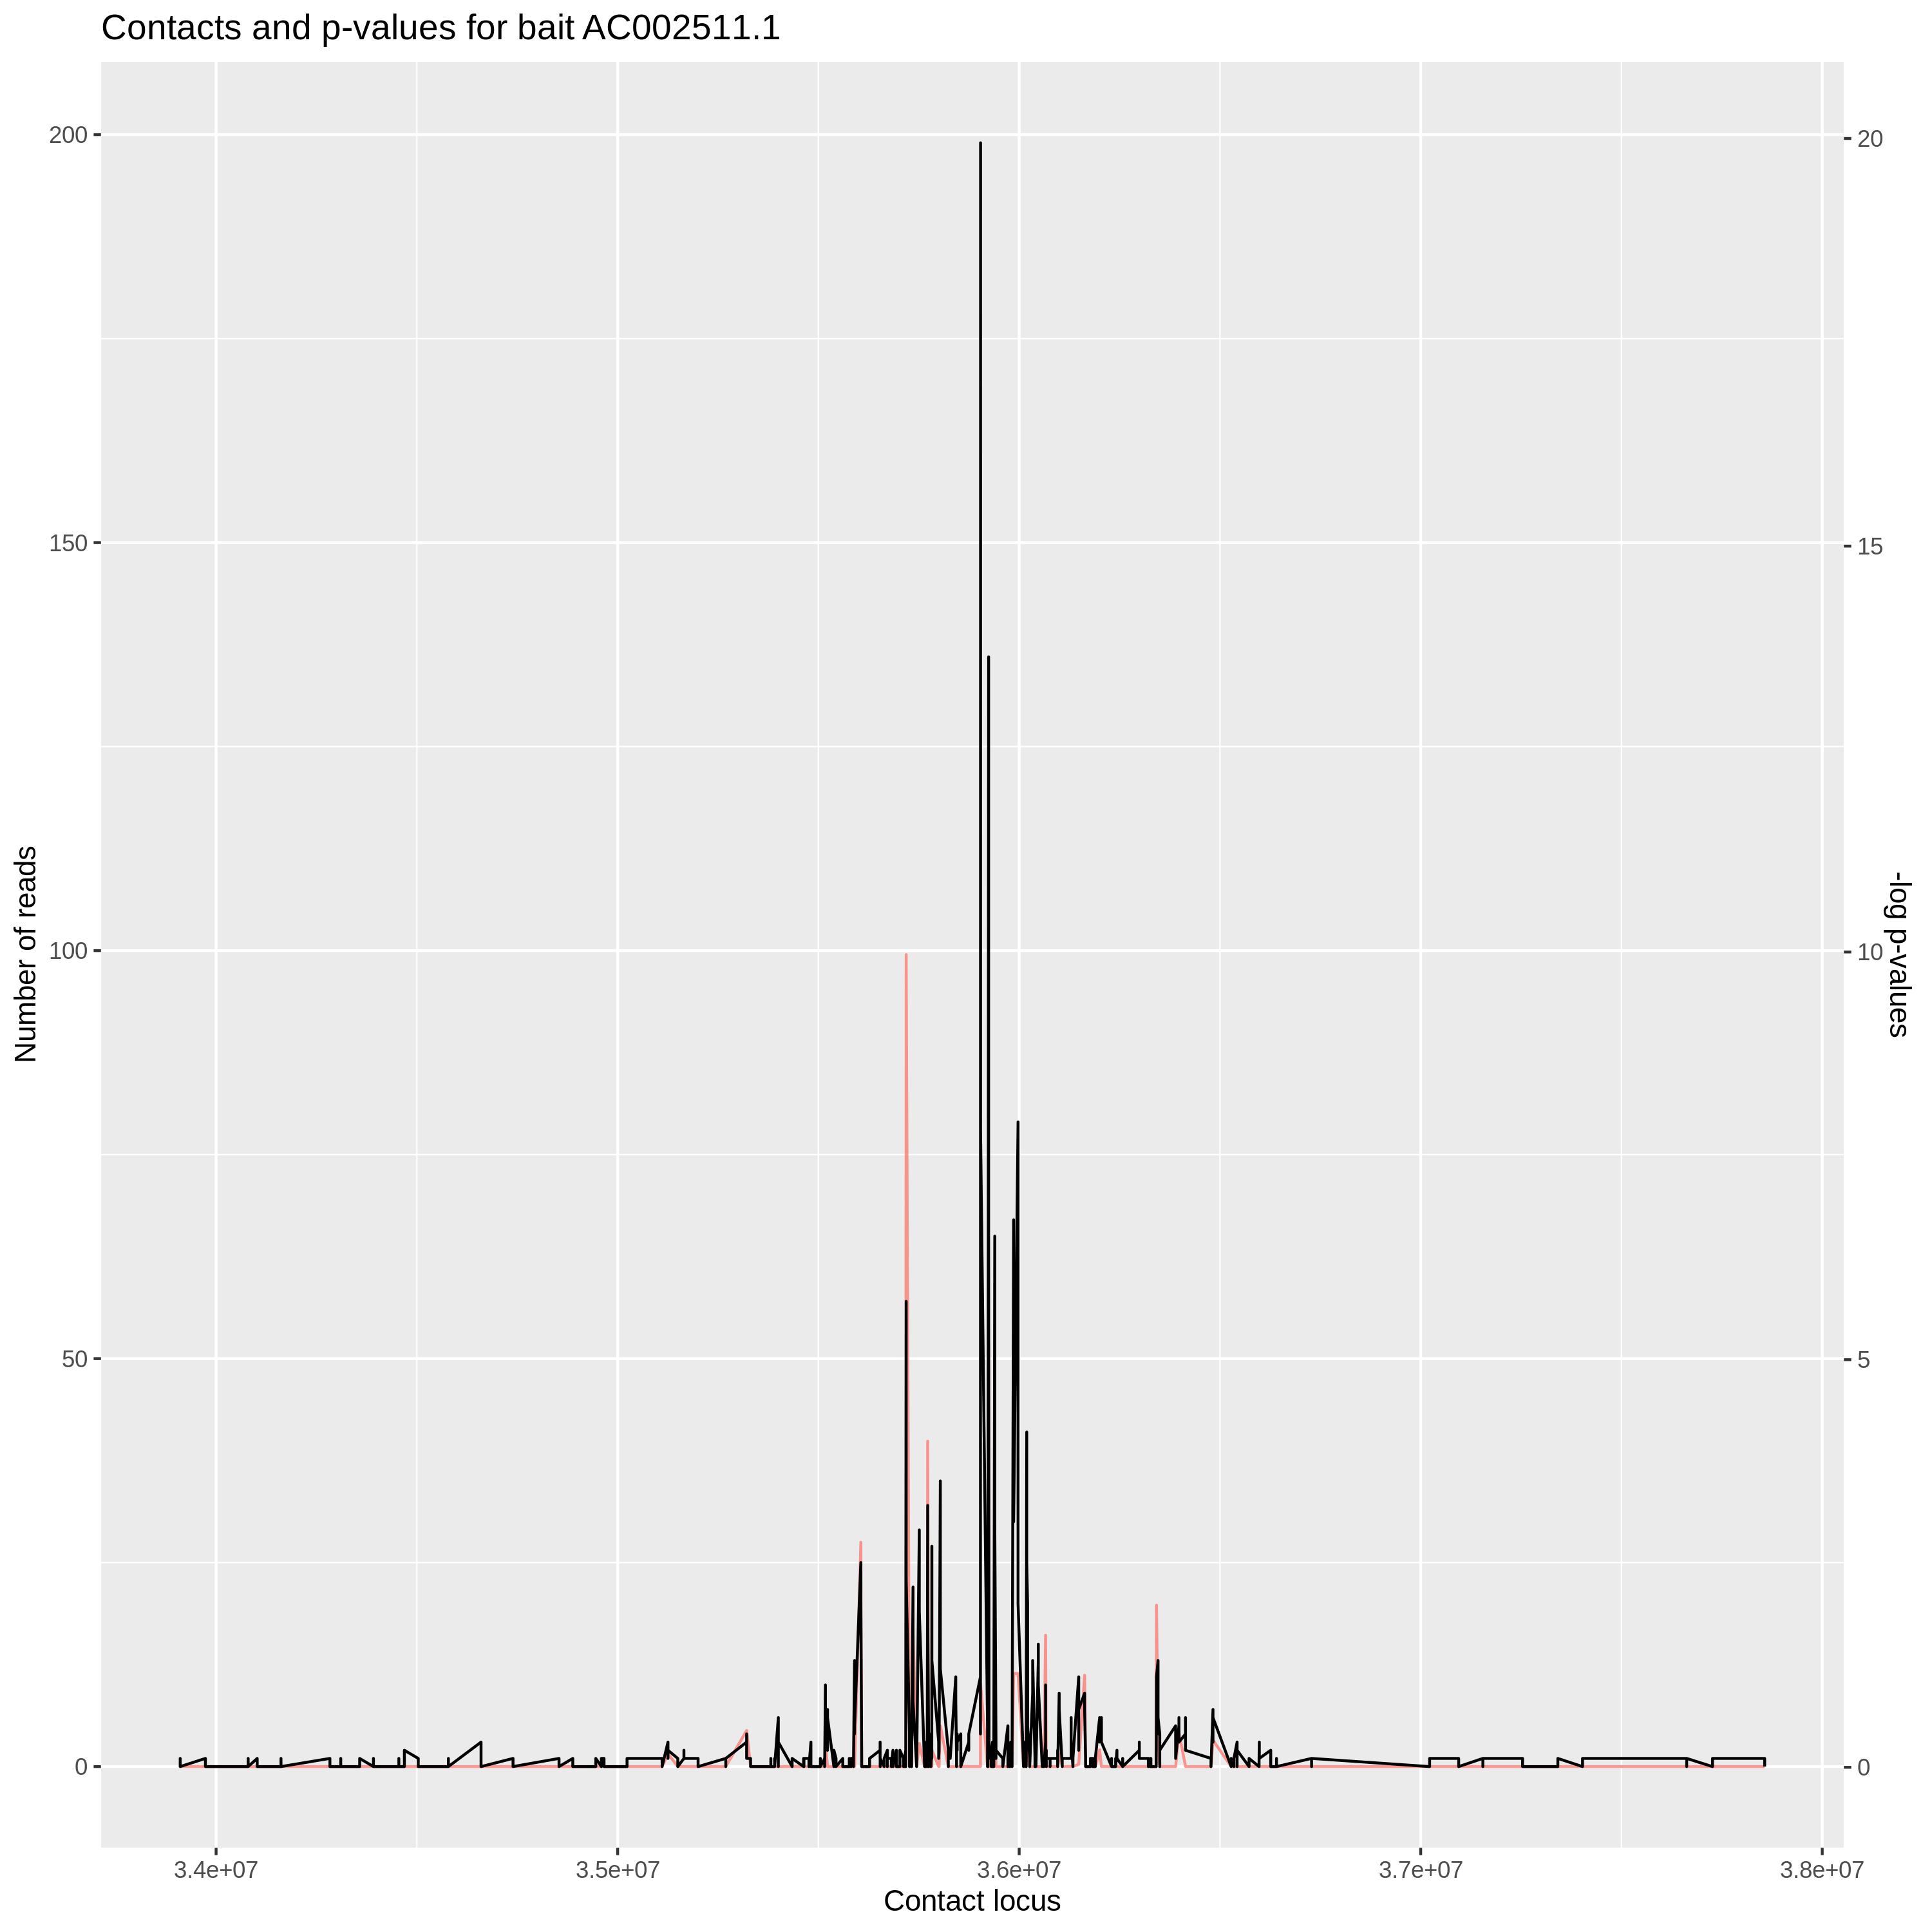 Contacts and p-values for bait AC002511.1
200
150
100
50
0
Number of reads
20
15
10
5
0
-log p-values
3.4e+07
3.5e+07
3.6e+07
3.7e+07
3.8e+07
Contact locus